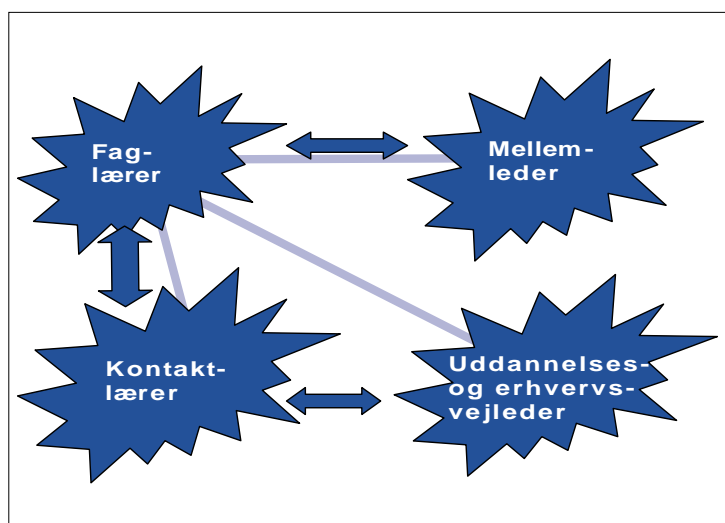 Fag-
lærer
Mellem-
leder
Kontakt-
lærer
Uddannelses-
og erhvervs-
vejleder